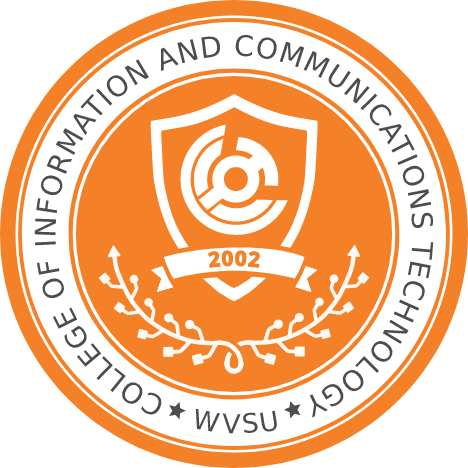 COLLEGE OF INFORMATION AND COMMUNICATIONS TECHNOLOGY
★ WVSU ★
2002